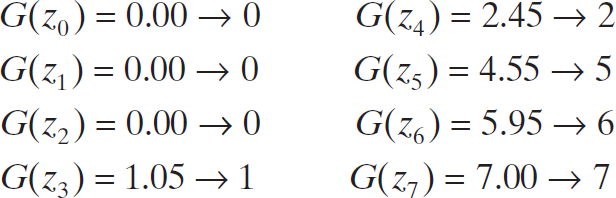 G(z₀) = 0.00 → 0
G(z₁) = 0.00 → 0
G(z₂) = 0.00 → 0
G(z₃) = 1.05 → 1
G(z₄) = 2.45 → 2
G(z₅) = 4.55 → 5
G(z₆) = 5.95 → 6
G(z₇) = 7.00 → 7